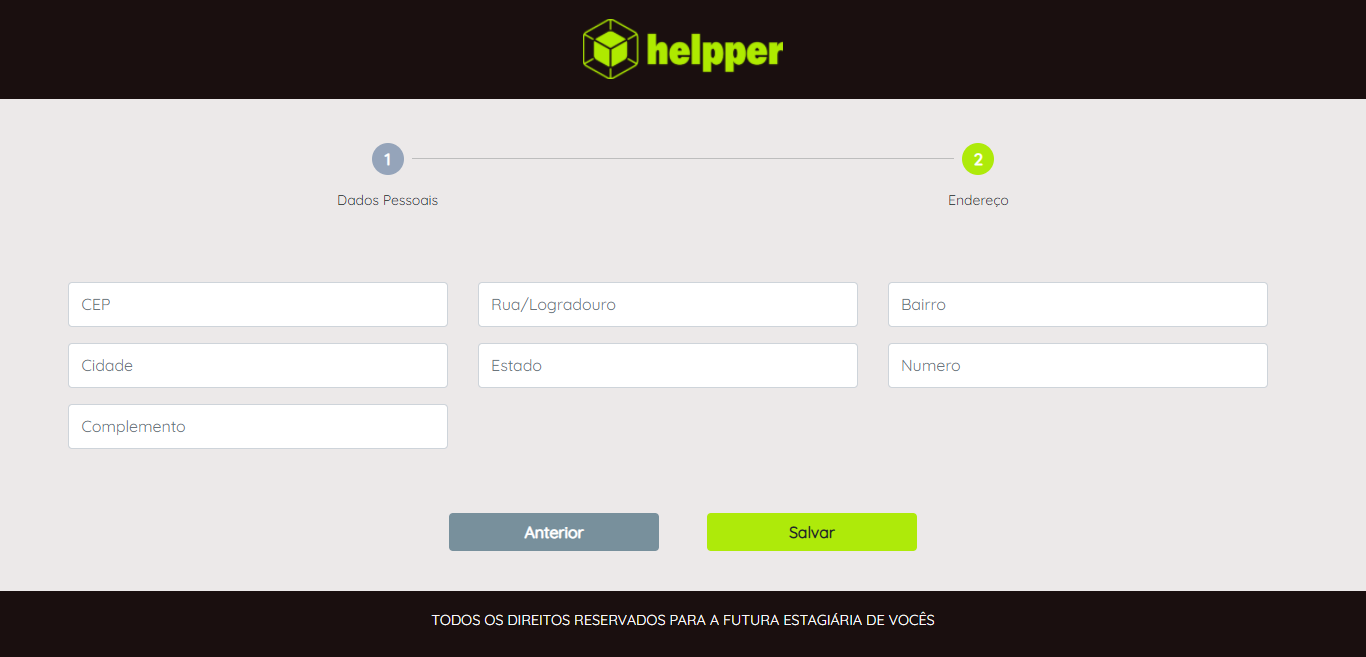 helpper
1
2
Dados Pessoais
Endereço
CEP
Rua/Logradouro
Bairro
Cidade
Estado
Numero
Complemento
Anterior
Salvar
TODOS OS DIREITOS RESERVADOS PARA A FUTURA ESTAGIÁRIA DE VOCÊS